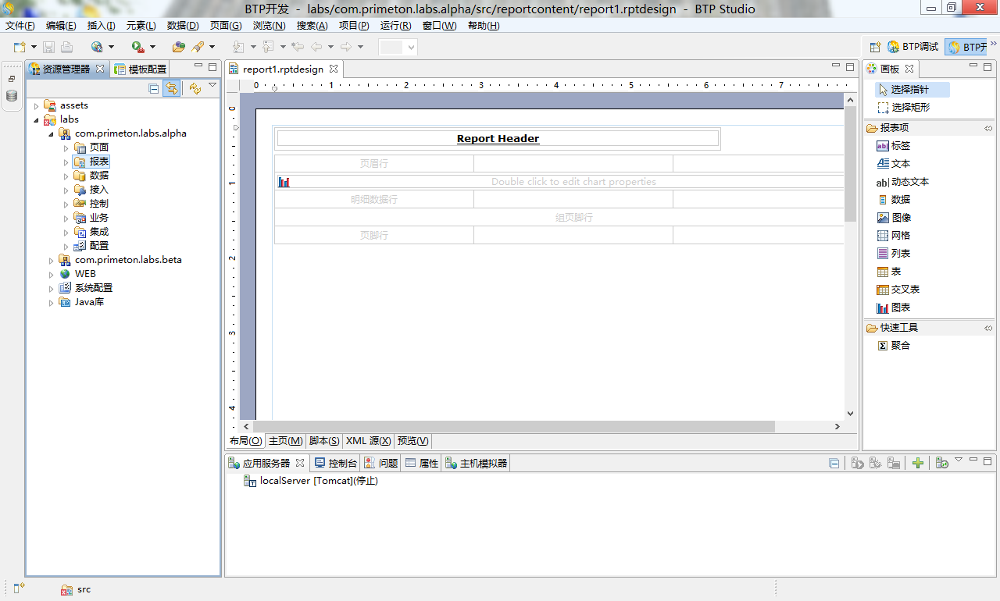 BTP开发 - labs/com.primeton.labs.alpha/src/reportcontent/report1.rptdesign - BTP Studio
文件(F) 编辑(E) 插入(I) 元素(L) 数据(D) 页面(G) 浏览(N) 搜索(A) 项目(P) 运行(R) 窗口(W) 帮助(H)
BTP调试 BTP开
资源管理器 模板配置
assets
labs
com.primeton.labs.alpha
页面
报表
数据
接入
控制
业务
集成
配置
com.primeton.labs.beta
WEB
系统配置
Java库
report1.rptdesign
0 1 2 3 4 5 6 7
0
1
2
3
4
Report Header
页眉行
Double click to edit chart properties
明细数据行
组页脚行
页脚行
布局(O) 主页(M) 脚本(S) XML 源(X) 预览(V)
画板
选择指针
选择矩形
报表项
标签
文本
动态文本
数据
图像
网格
列表
表
交叉表
图表
快速工具
聚合
应用服务器 控制台 问题 属性 主机模拟器
localServer [Tomcat](停止)
src